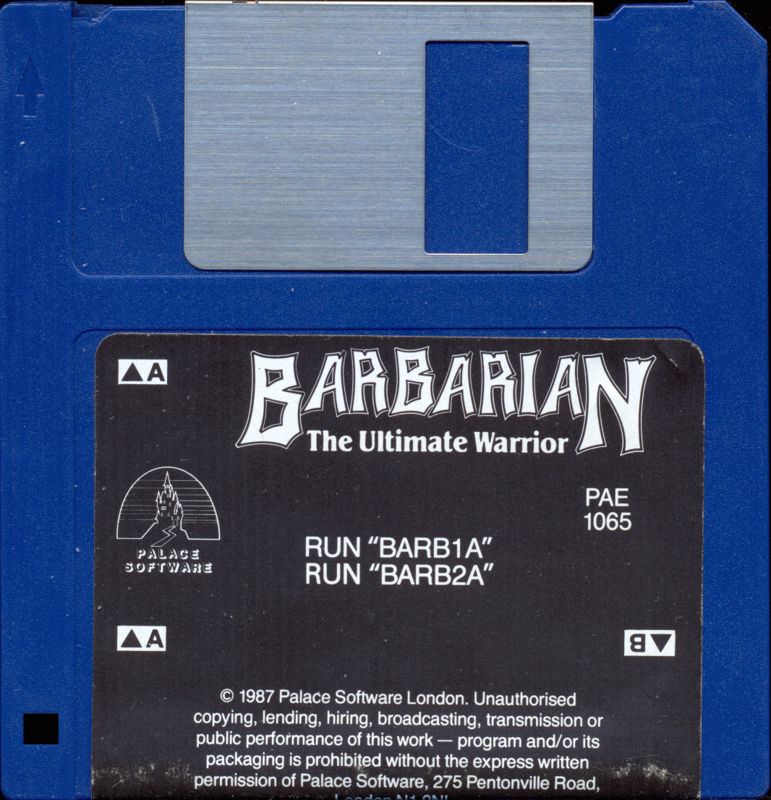 ▲A
BARBARIAN
The Ultimate Warrior
PAE
1065
PALACE
SOFTWARE
RUN “BARB1A”
RUN “BARB2A”
▲A
▲B
© 1987 Palace Software London. Unauthorised
copying, lending, hiring, broadcasting, transmission or
public performance of this work — program and/or its
packaging is prohibited without the express written
permission of Palace Software, 275 Pentonville Road,
London N1